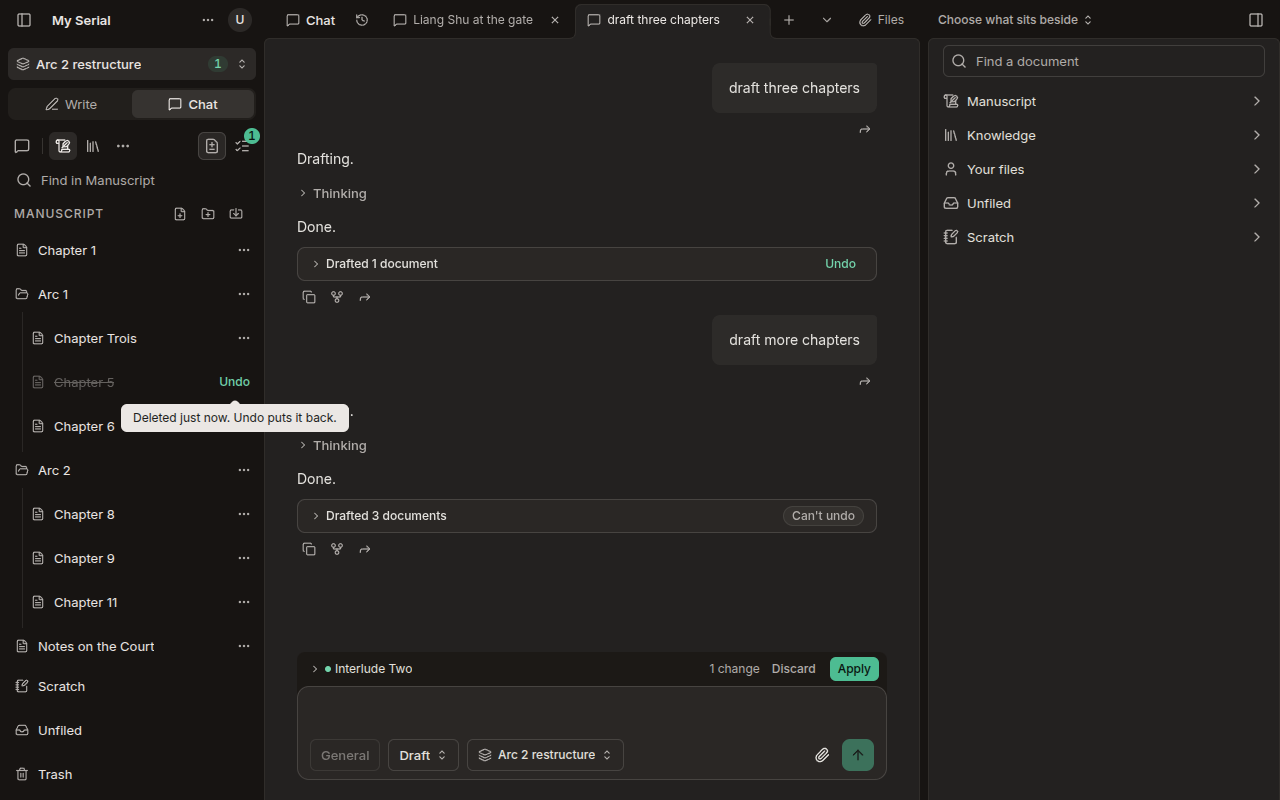 My Serial
U
Chat
Liang Shu at the gate
draft three chapters
Files
Choose what sits beside
Arc 2 restructure
1
Write
Chat
1
Find in Manuscript
MANUSCRIPT
Chapter 1
Arc 1
Chapter Trois
Chapter 5
Undo
Deleted just now. Undo puts it back.
Chapter 6
Arc 2
Chapter 8
Chapter 9
Chapter 11
Notes on the Court
Scratch
Unfiled
Trash
draft three chapters
Drafting.
Thinking
Done.
Drafted 1 document
Undo
draft more chapters
Thinking
Done.
Drafted 3 documents
Can't undo
Interlude Two
1 change
Discard
Apply
General
Draft
Arc 2 restructure
Find a document
Manuscript
Knowledge
Your files
Unfiled
Scratch